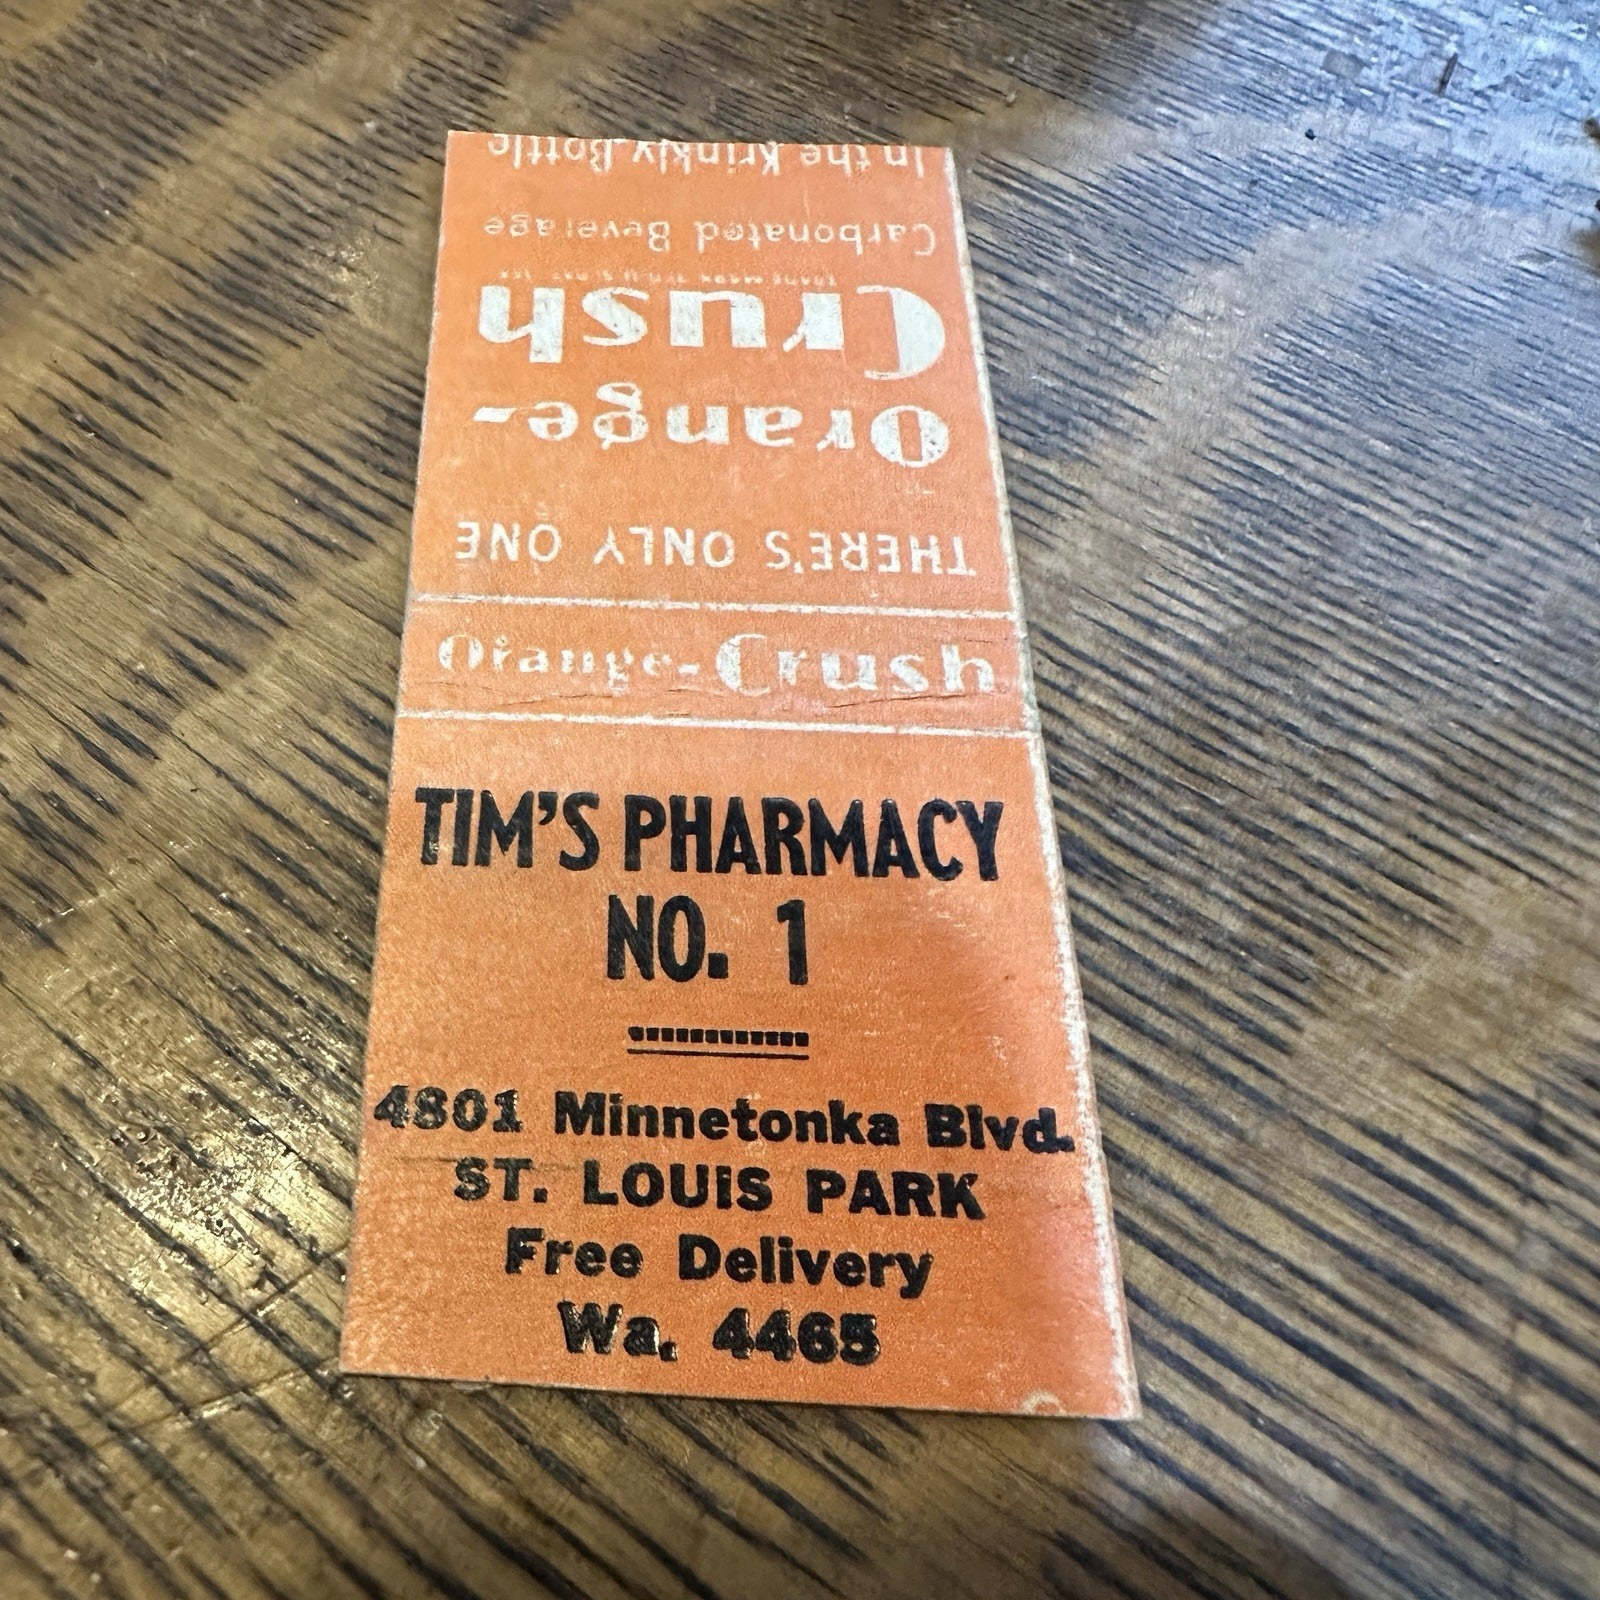 In the Krinkly Bottle
Carbonated Beverage
Crush
Orange-
THERE'S ONLY ONE
Orange-Crush
TIM'S PHARMACY
NO. 1
4801 Minnetonka Blvd.
ST. LOUiS PARK
Free Delivery
Wa. 4465